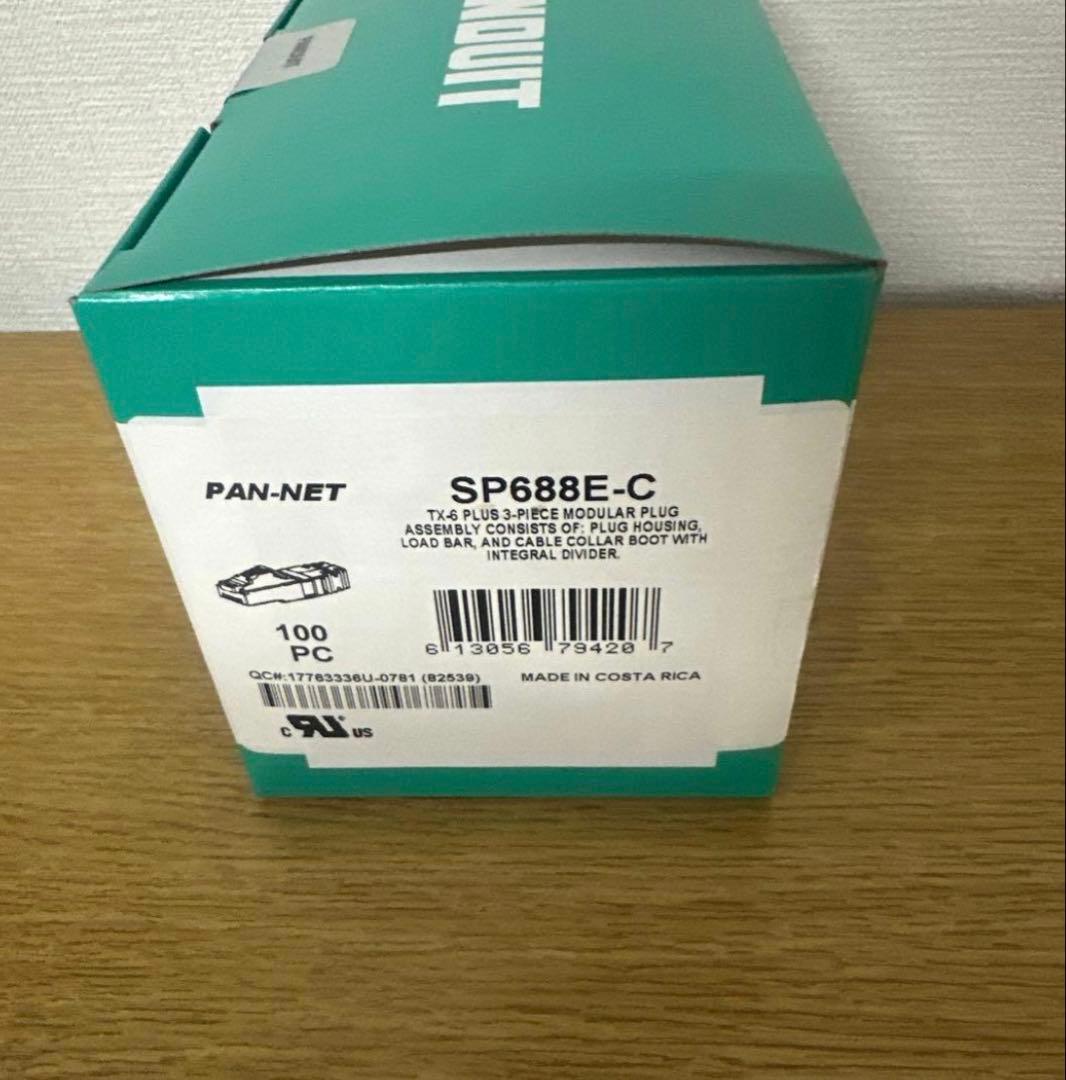 NDUIT
PAN-NET
SP688E-C
TX-6 PLUS 3-PIECE MODULAR PLUG
ASSEMBLY CONSISTS OF: PLUG HOUSING,
LOAD BAR, AND CABLE COLLAR BOOT WITH
INTEGRAL DIVIDER.
100
PC
6 13056 79420 7
QC#:17763336U-0781 (82539)
MADE IN COSTA RICA
C RU ® US